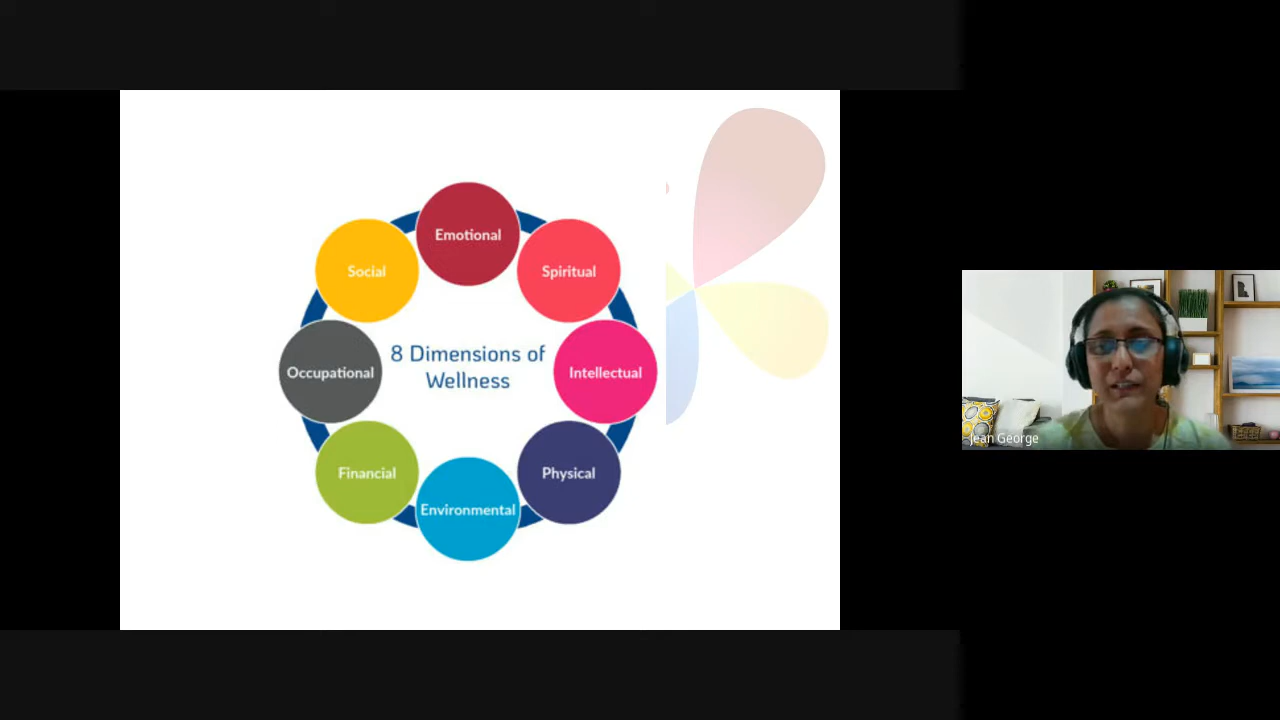 Emotional
Social
Spiritual
8 Dimensions of
Wellness
Occupational
Intellectual
Financial
Physical
Environmental
Jean George